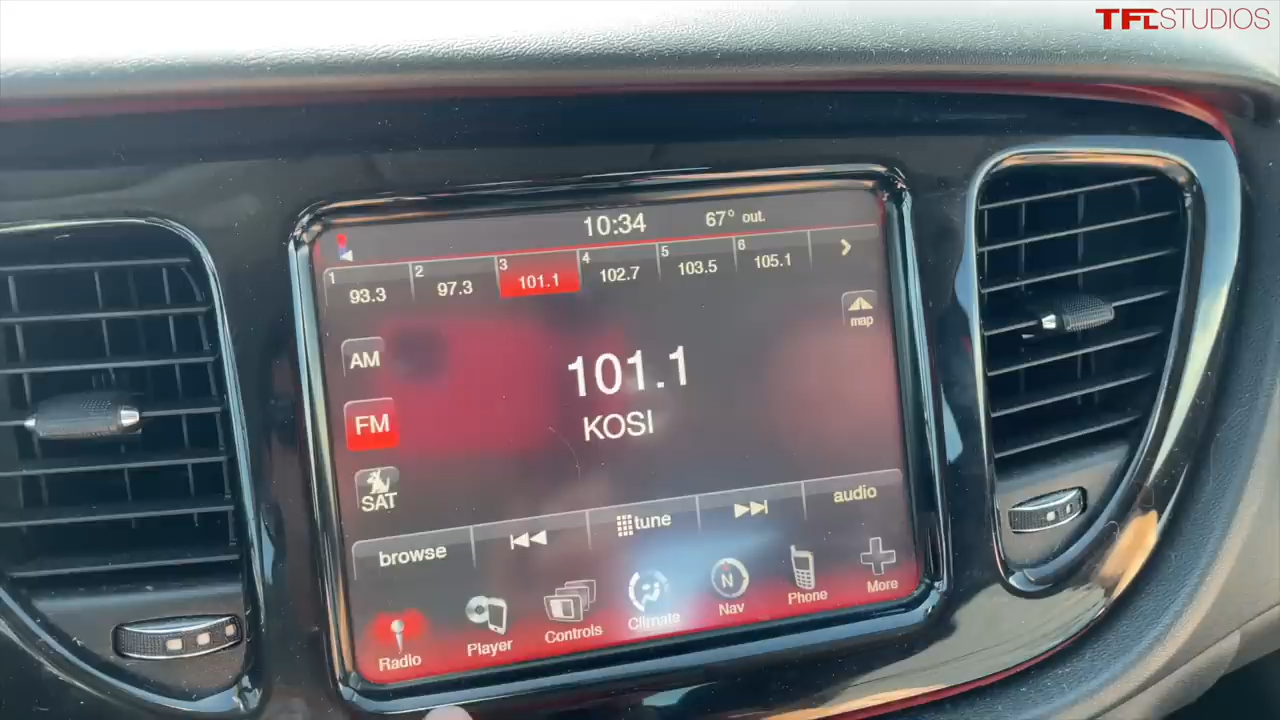 TFLSTUDIOS
10:34 67° out.
1 93.3 2 97.3 3 101.1 4 102.7 5 103.5 6 105.1
map
AM
101.1
FM
KOSI
SAT
browse tune audio
Radio Player Controls Climate N Nav Phone More